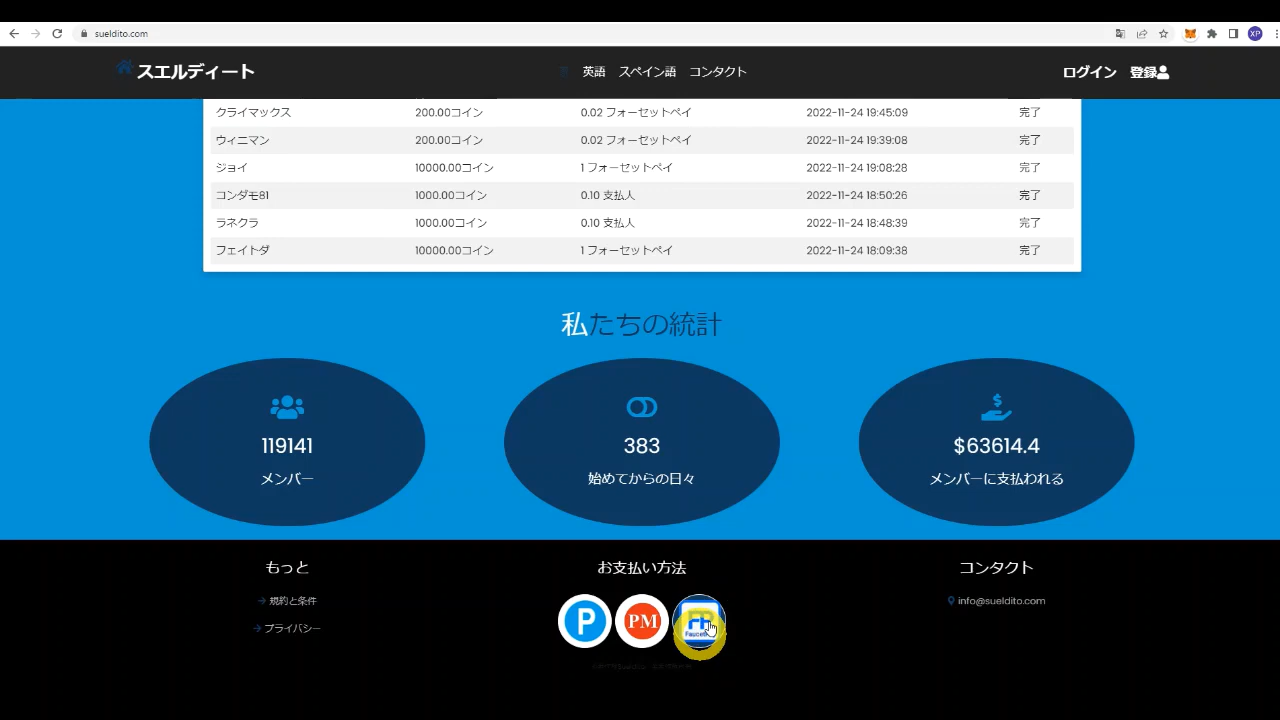 sueldito.com
XP
スエルディート
英語 スペイン語 コンタクト
ログイン 登録
クライマックス 200.00コイン 0.02 フォーセットペイ 2022-11-24 19:45:09 完了
ウィニマン 200.00コイン 0.02 フォーセットペイ 2022-11-24 19:39:08 完了
ジョイ 10000.00コイン 1 フォーセットペイ 2022-11-24 19:08:28 完了
コンダモ81 1000.00コイン 0.10 支払人 2022-11-24 18:50:26 完了
ラネクラ 1000.00コイン 0.10 支払人 2022-11-24 18:48:39 完了
フェイトダ 10000.00コイン 1 フォーセットペイ 2022-11-24 18:09:38 完了
私たちの統計
119141
メンバー
383
始めてからの日々
$63614.4
メンバーに支払われる
もっと
規約と条件
プライバシー
お支払い方法
P
PM
コンタクト
info@sueldito.com